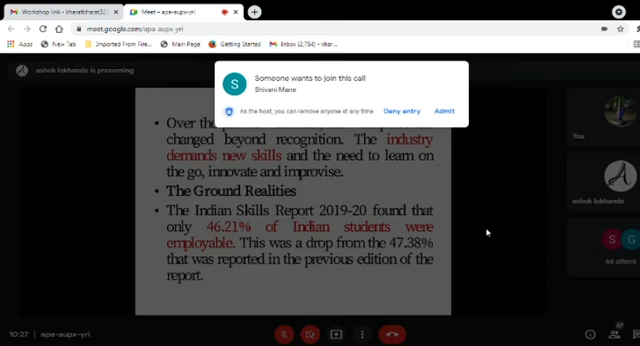 Workshop link - kharatbharat32
Meet – apa-aupx-yri
meet.google.com/apa-aupx-yri
Apps
New Tab
Imported From Fire...
Main Page
Getting Started
Inbox (2,784) - khar...
ashok lokhando is presenting
Someone wants to join this call
S
Shivani Mane
As the host, you can remove anyone at any time
Deny entry
Admit
Over the
changed beyond recognition. The industry
demands new skills and the need to learn on
the go, innovate and improvise.
• The Ground Realities
• The Indian Skills Report 2019-20 found that
only 46.21% of Indian students were
employable. This was a drop from the 47.38%
that was reported in the previous edition of the
report.
You
ashok lokhando
S G
64 others
10:27 | apa-aupx-yri
67